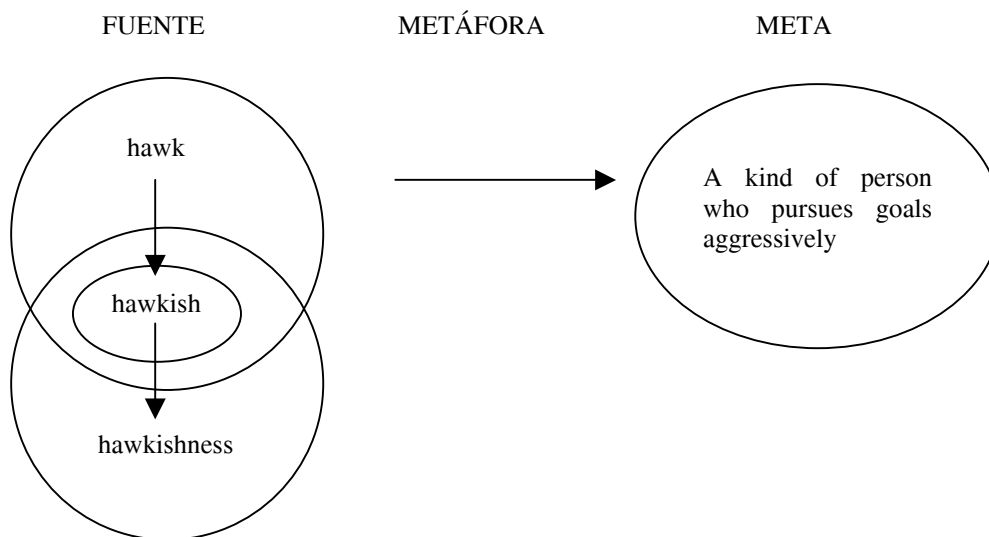 FUENTE METÁFORA META
hawk
A kind of person
who pursues goals
aggressively
hawkish
hawkishness